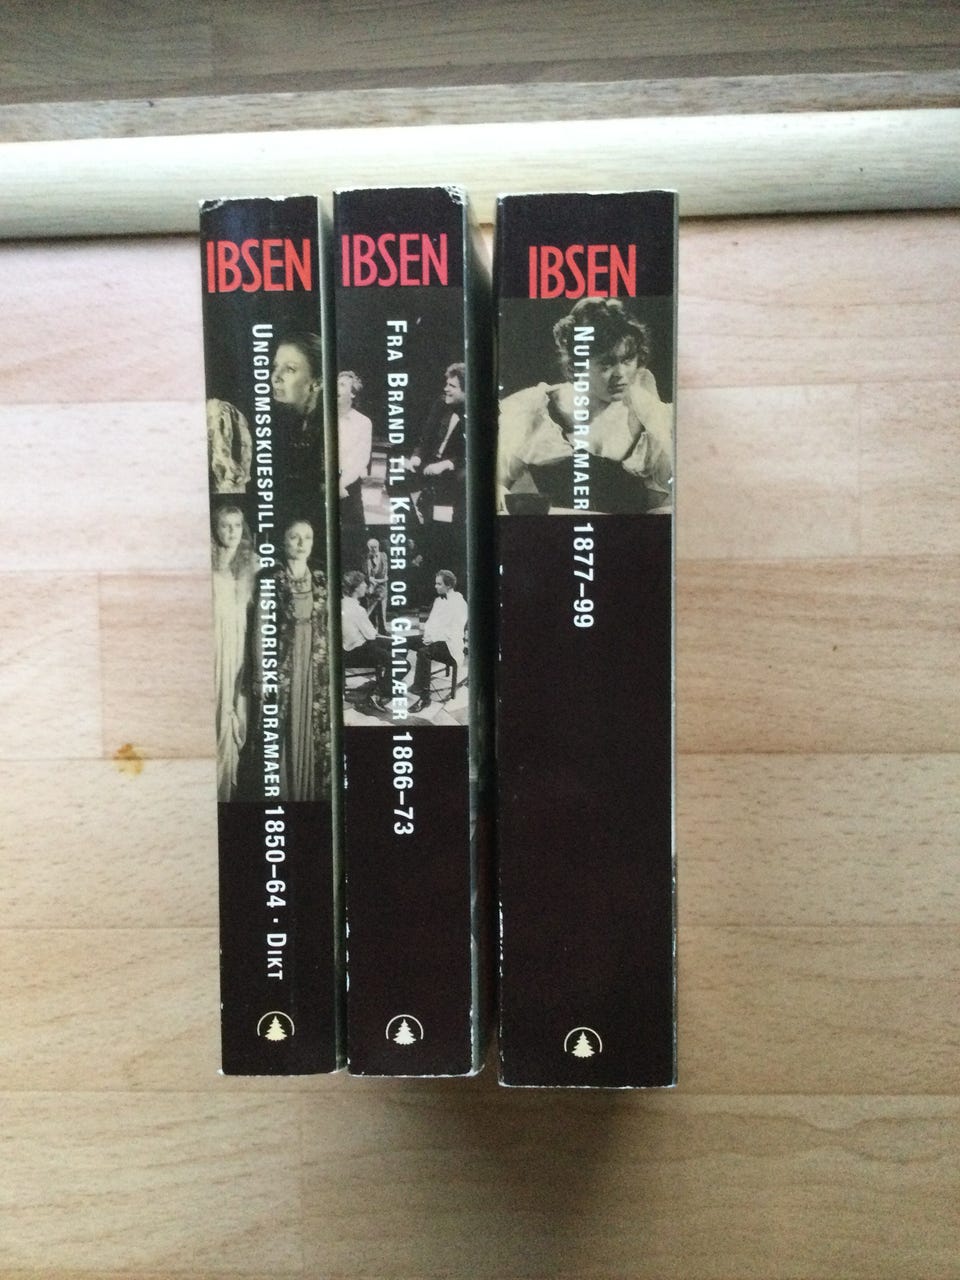 IBSEN
UNGDOMSSKUESPILL OG HISTORISKE DRAMAER 1850–64 · DIKT
IBSEN
FRA BRAND TIL KEISER OG GALILÆER 1866–73
IBSEN
NUTIDSDRAMAER 1877–99